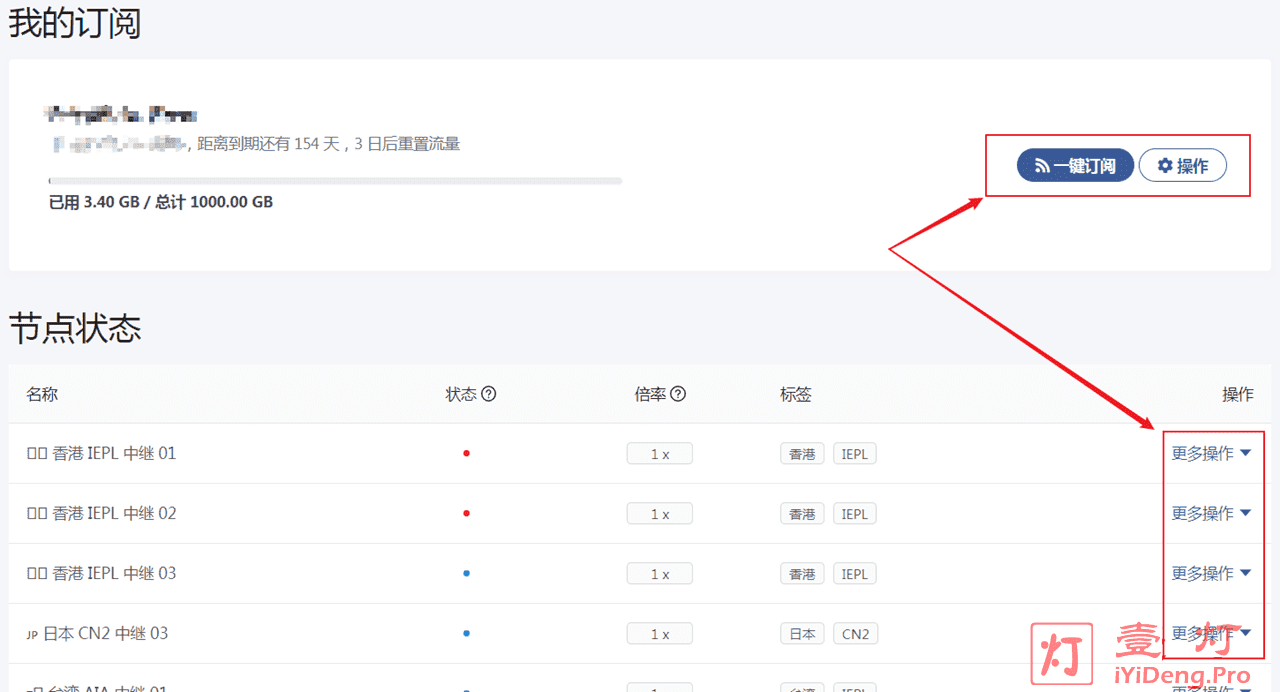 我的订阅
, 距离到期还有 154 天，3 日后重置流量
一键订阅 操作
已用 3.40 GB / 总计 1000.00 GB
节点状态
名称 状态 倍率 标签 操作
香港 IEPL 中继 01 1 x 香港 IEPL 更多操作
香港 IEPL 中继 02 1 x 香港 IEPL 更多操作
香港 IEPL 中继 03 1 x 香港 IEPL 更多操作
JP 日本 CN2 中继 03 1 x 日本 CN2 更多操作
台湾 AIA 中继 01 1 x 台湾 IEPL 更多操作
灯 壹灯
iYiDeng.Pro